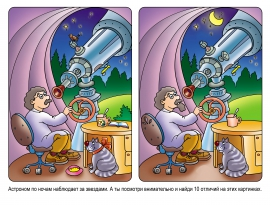 Астроном по ночам наблюдает за звездами. А ты посмотри внимательно и найди 10 отличий на этих картинках.